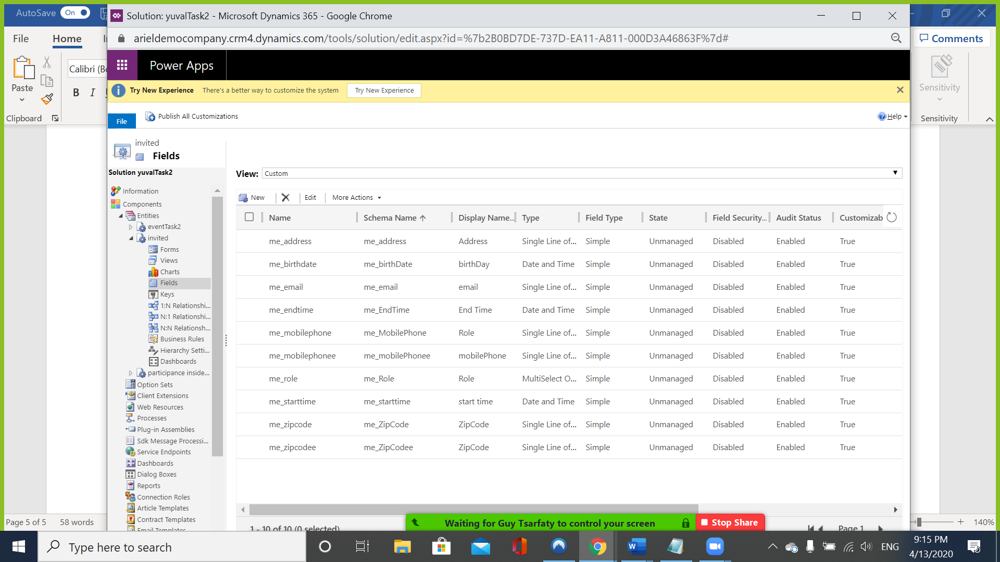 AutoSave On
Solution: yuvalTask2 - Microsoft Dynamics 365 - Google Chrome
arieldemocompany.crm4.dynamics.com/tools/solution/edit.aspx?id=%7b2B0BD7DE-737D-EA11-A811-000D3A46863F%7d#
File Home
Comments
Calibri (Bo
Paste
B I
Clipboard
Sensitivity
Sensitivity
Power Apps
Try New Experience There's a better way to customize the system Try New Experience
File Publish All Customizations Help
invited
Fields
Solution yuvalTask2
View: Custom
Information
Components
Entities
eventTask2
invited
Forms
Views
Charts
Fields
Keys
1:N Relationshi...
N:1 Relationshi...
N:N Relationsh...
Business Rules
Hierarchy Setti...
Dashboards
participance inside...
Option Sets
Client Extensions
Web Resources
Processes
Plug-in Assemblies
Sdk Message Processi...
Service Endpoints
Dashboards
Dialog Boxes
Reports
Connection Roles
Article Templates
Contract Templates
Email Templates
New Edit More Actions
Name Schema Name Display Name... Type Field Type State Field Security... Audit Status Customizab
me_address me_address Address Single Line of... Simple Unmanaged Disabled Enabled True
me_birthdate me_birthDate birthDay Date and Time Simple Unmanaged Disabled Enabled True
me_email me_email email Single Line of... Simple Unmanaged Disabled Enabled True
me_endtime me_EndTime End Time Date and Time Simple Unmanaged Disabled Enabled True
me_mobilephone me_MobilePhone Role Single Line of... Simple Unmanaged Disabled Enabled True
me_mobilephonee me_mobilePhonee mobilePhone Single Line of... Simple Unmanaged Disabled Enabled True
me_role me_Role Role MultiSelect O... Simple Unmanaged Disabled Enabled True
me_starttime me_starttime start time Date and Time Simple Unmanaged Disabled Enabled True
me_zipcode me_ZipCode ZipCode Single Line of... Simple Unmanaged Disabled Enabled True
me_zipcodee me_ZipCodee ZipCode Single Line of... Simple Unmanaged Disabled Enabled True
1 - 10 of 10 (0 selected) Page 1
Waiting for Guy Tsarfaty to control your screen Stop Share
Page 5 of 5 58 words 140%
Type here to search
ENG
9:15 PM
4/13/2020